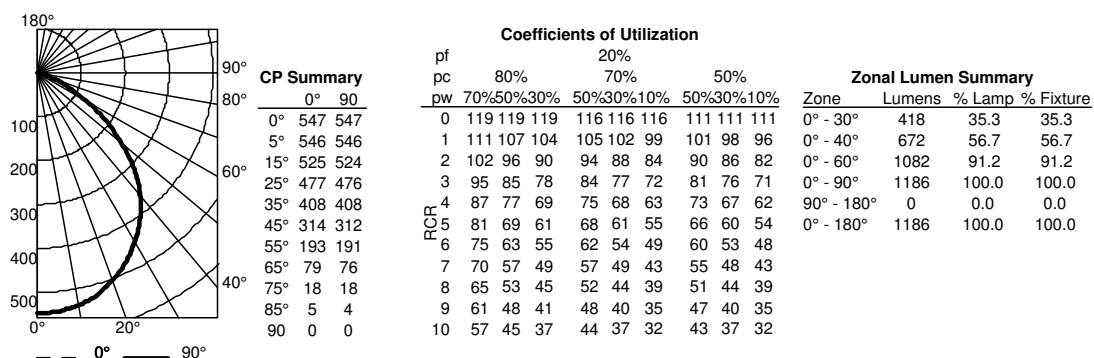 180°
90°
80°
60°
40°
100
200
300
400
500
0° 20°
0° 90°
CP Summary
0° 90
0° 547 547
5° 546 546
15° 525 524
25° 477 476
35° 408 408
45° 314 312
55° 193 191
65° 79 76
75° 18 18
85° 5 4
90 0 0
Coefficients of Utilization
pf 20%
pc 80% 70% 50%
pw 70%50%30% 50%30%10% 50%30%10%
RCR
0 119 119 119 116 116 116 111 111 111
1 111 107 104 105 102 99 101 98 96
2 102 96 90 94 88 84 90 86 82
3 95 85 78 84 77 72 81 76 71
4 87 77 69 75 68 63 73 67 62
5 81 69 61 68 61 55 66 60 54
6 75 63 55 62 54 49 60 53 48
7 70 57 49 57 49 43 55 48 43
8 65 53 45 52 44 39 51 44 39
9 61 48 41 48 40 35 47 40 35
10 57 45 37 44 37 32 43 37 32
Zonal Lumen Summary
Zone Lumens % Lamp % Fixture
0° - 30° 418 35.3 35.3
0° - 40° 672 56.7 56.7
0° - 60° 1082 91.2 91.2
0° - 90° 1186 100.0 100.0
90° - 180° 0 0.0 0.0
0° - 180° 1186 100.0 100.0